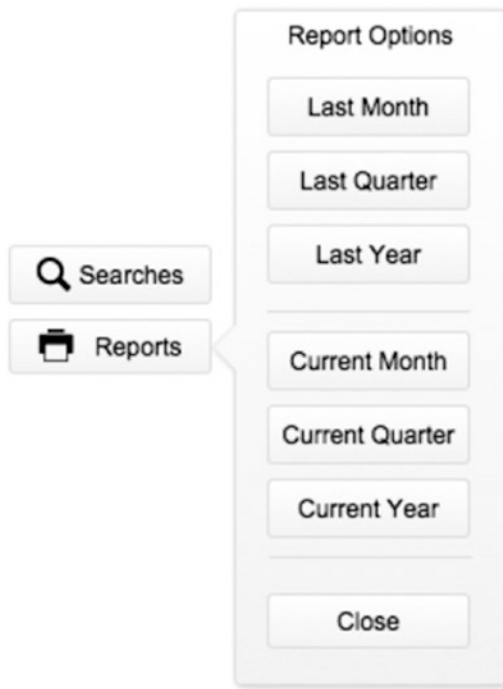 Report Options
Last Month
Last Quarter
Last Year
Searches
Reports
Current Month
Current Quarter
Current Year
Close